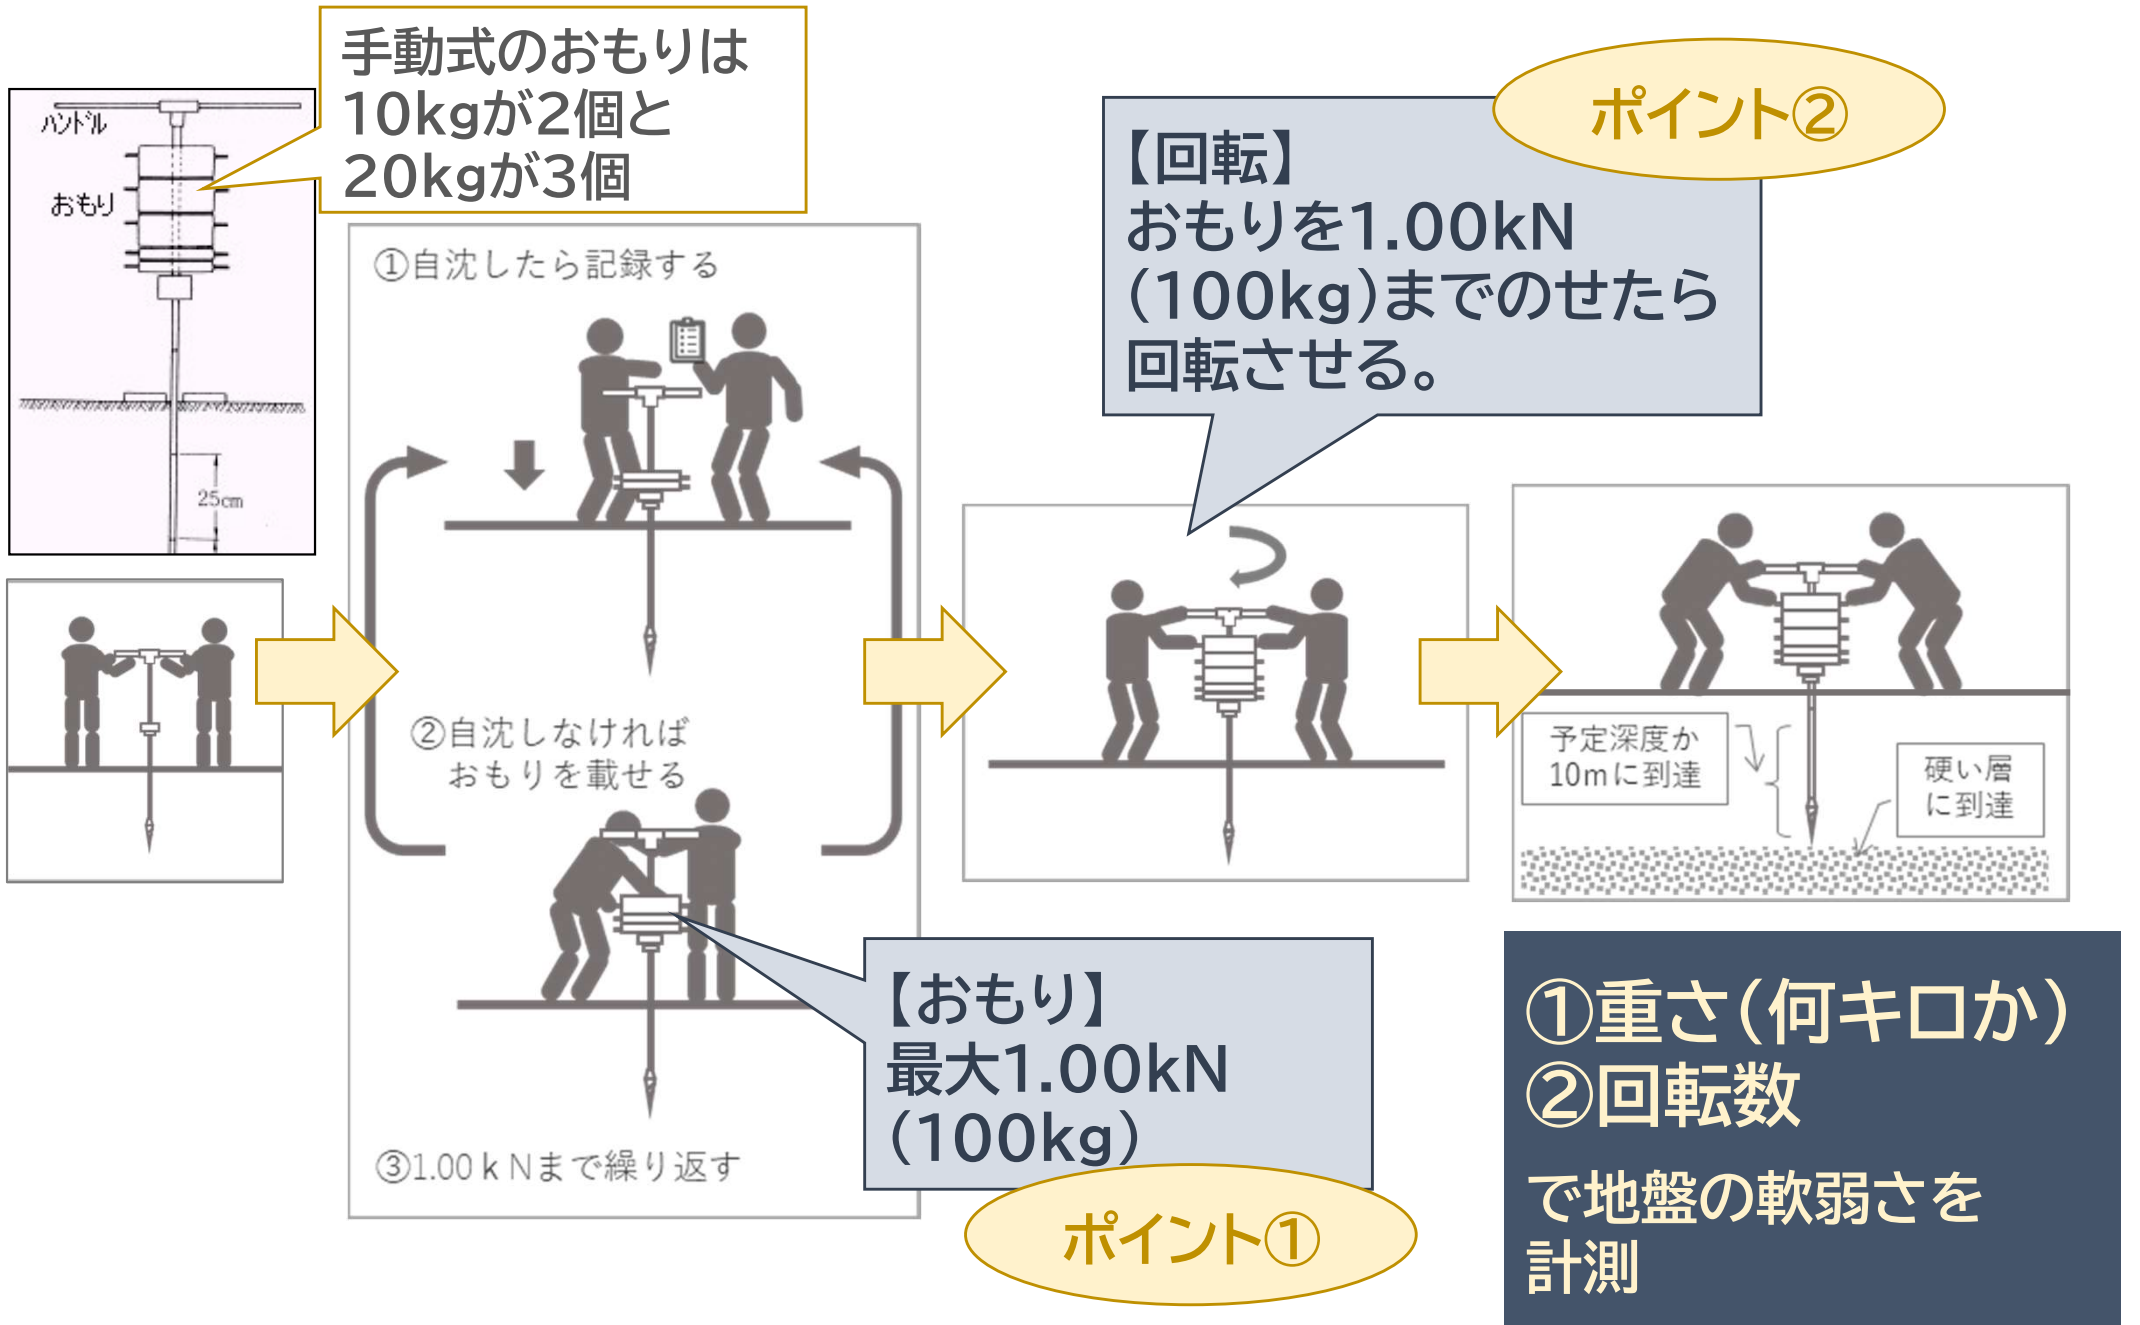 手動式のおもりは
10kgが2個と
20kgが3個
ハンドル
おもり
25cm
①自沈したら記録する
②自沈しなければ
おもりを載せる
③1.00kNまで繰り返す
【おもり】
最大1.00kN
(100kg)
ポイント①
ポイント②
【回転】
おもりを1.00kN
(100kg)までのせたら
回転させる。
予定深度か
10mに到達
硬い層
に到達
①重さ(何キロか)
②回転数
で地盤の軟弱さを
計測